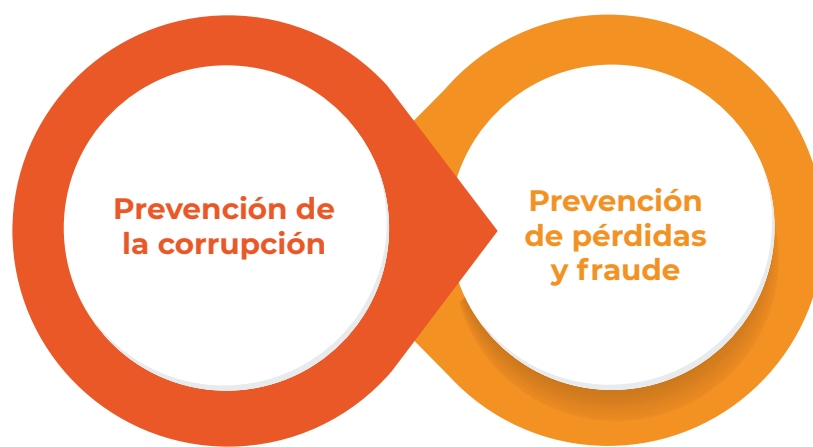 Prevención de
la corrupción
Prevención
de pérdidas
y fraude